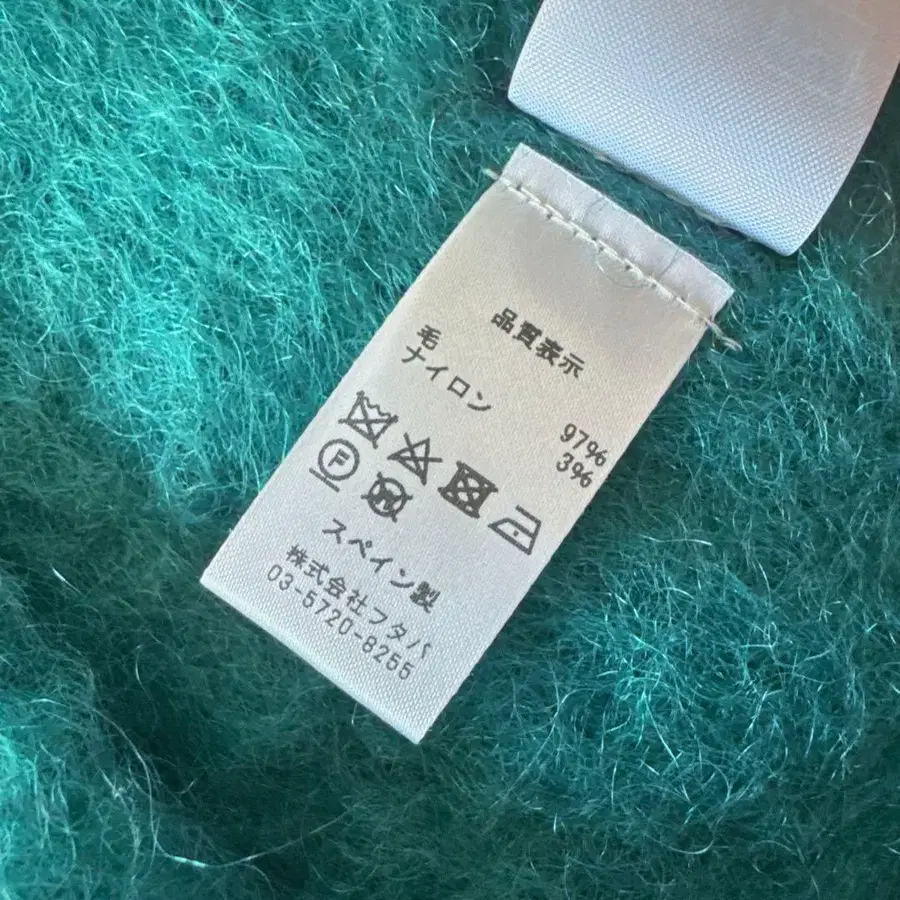 品質表示
毛 97%
ナイロン 3%
F
W
スペイン製
株式会社フタバ
03-5720-8255